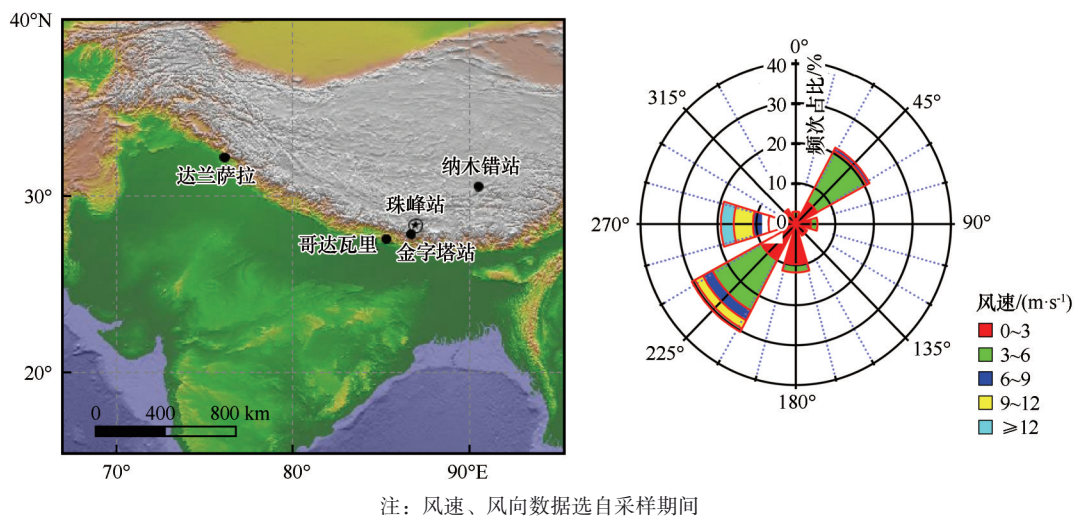 40°N
30°
20°
70°
80°
90°E
达兰萨拉
纳木错站
珠峰站
哥达瓦里
金字塔站
0 400 800 km
0°
45°
90°
135°
180°
225°
270°
315°
40
30
20
10
0
频次占比/%
风速/(m·s⁻¹)
0~3
3~6
6~9
9~12
≥12
注：风速、风向数据选自采样期间